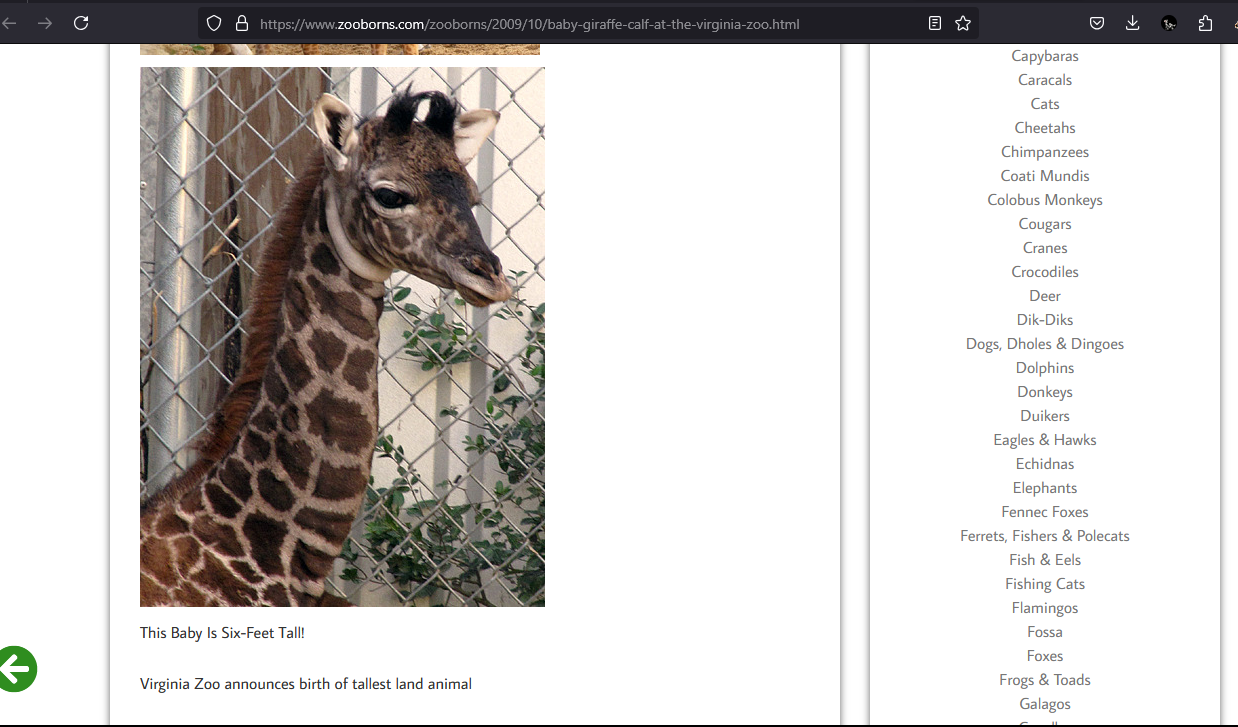 https://www.zooborns.com/zooborns/2009/10/baby-giraffe-calf-at-the-virginia-zoo.html
This Baby Is Six-Feet Tall!
Virginia Zoo announces birth of tallest land animal
Capybaras
Caracals
Cats
Cheetahs
Chimpanzees
Coati Mundis
Colobus Monkeys
Cougars
Cranes
Crocodiles
Deer
Dik-Diks
Dogs, Dholes & Dingoes
Dolphins
Donkeys
Duikers
Eagles & Hawks
Echidnas
Elephants
Fennec Foxes
Ferrets, Fishers & Polecats
Fish & Eels
Fishing Cats
Flamingos
Fossa
Foxes
Frogs & Toads
Galagos